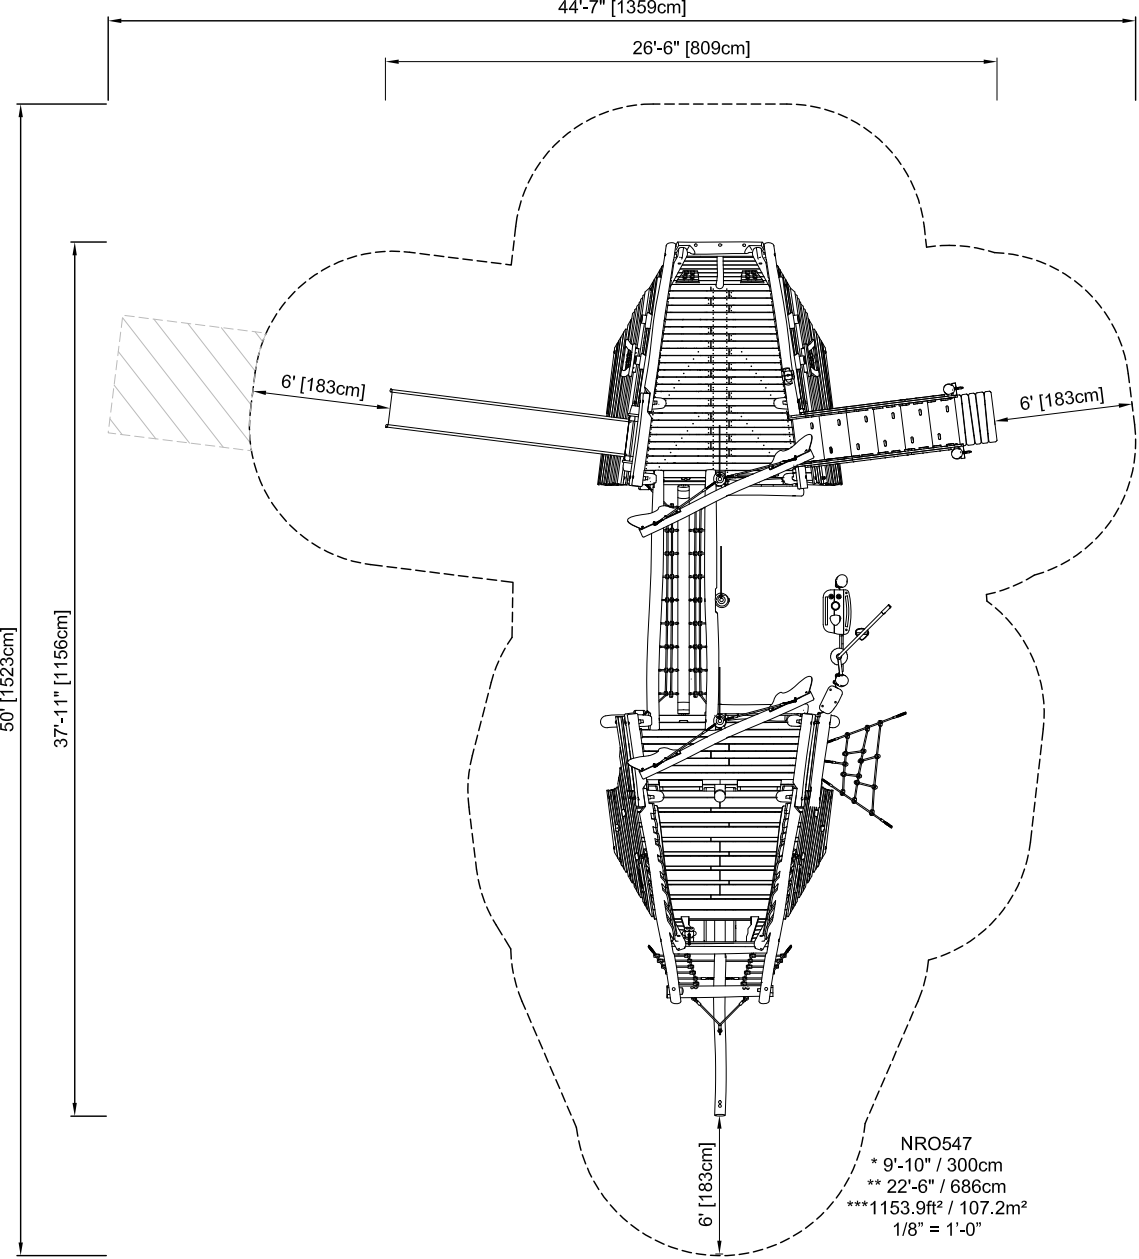 44'-7" [1359cm]
26'-6" [809cm]
6' [183cm]
6' [183cm]
50' [1523cm]
37'-11" [1156cm]
6' [183cm]
NRO547
* 9'-10" / 300cm
** 22'-6" / 686cm
***1153.9ft² / 107.2m²
1/8” = 1’-0”